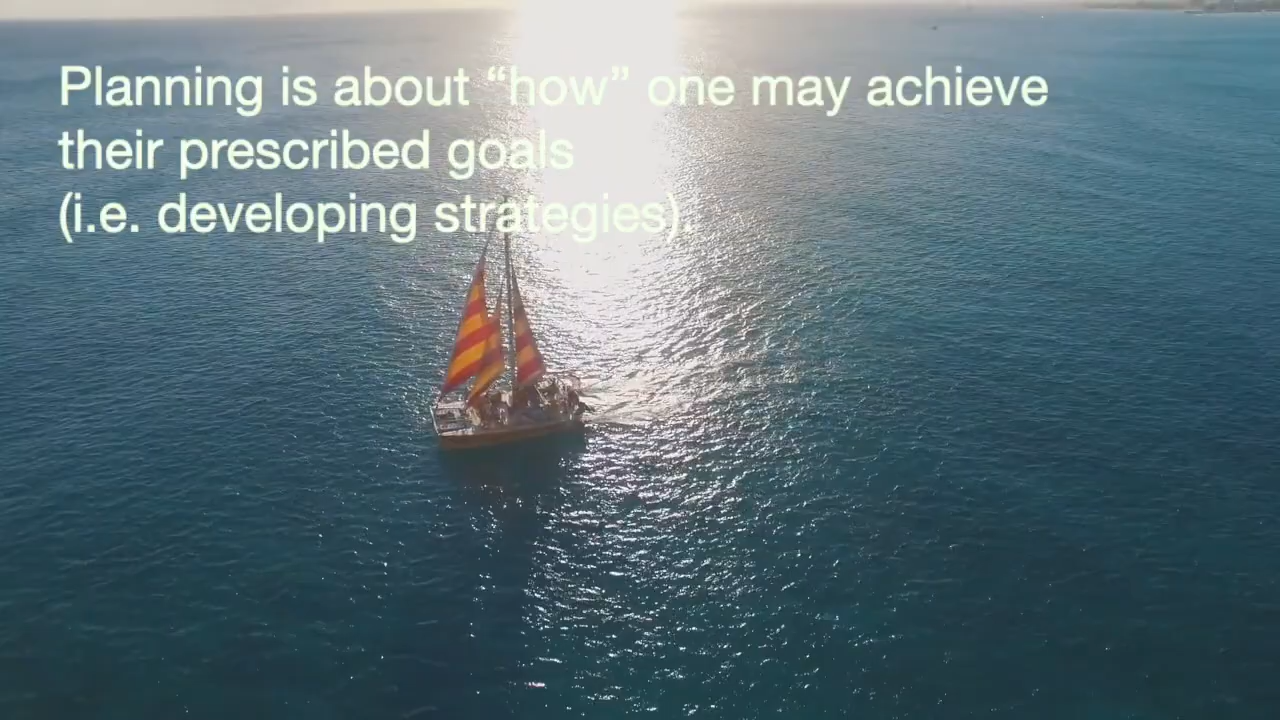 Planning is about “how” one may achieve
their prescribed goals
(i.e. developing strategies).